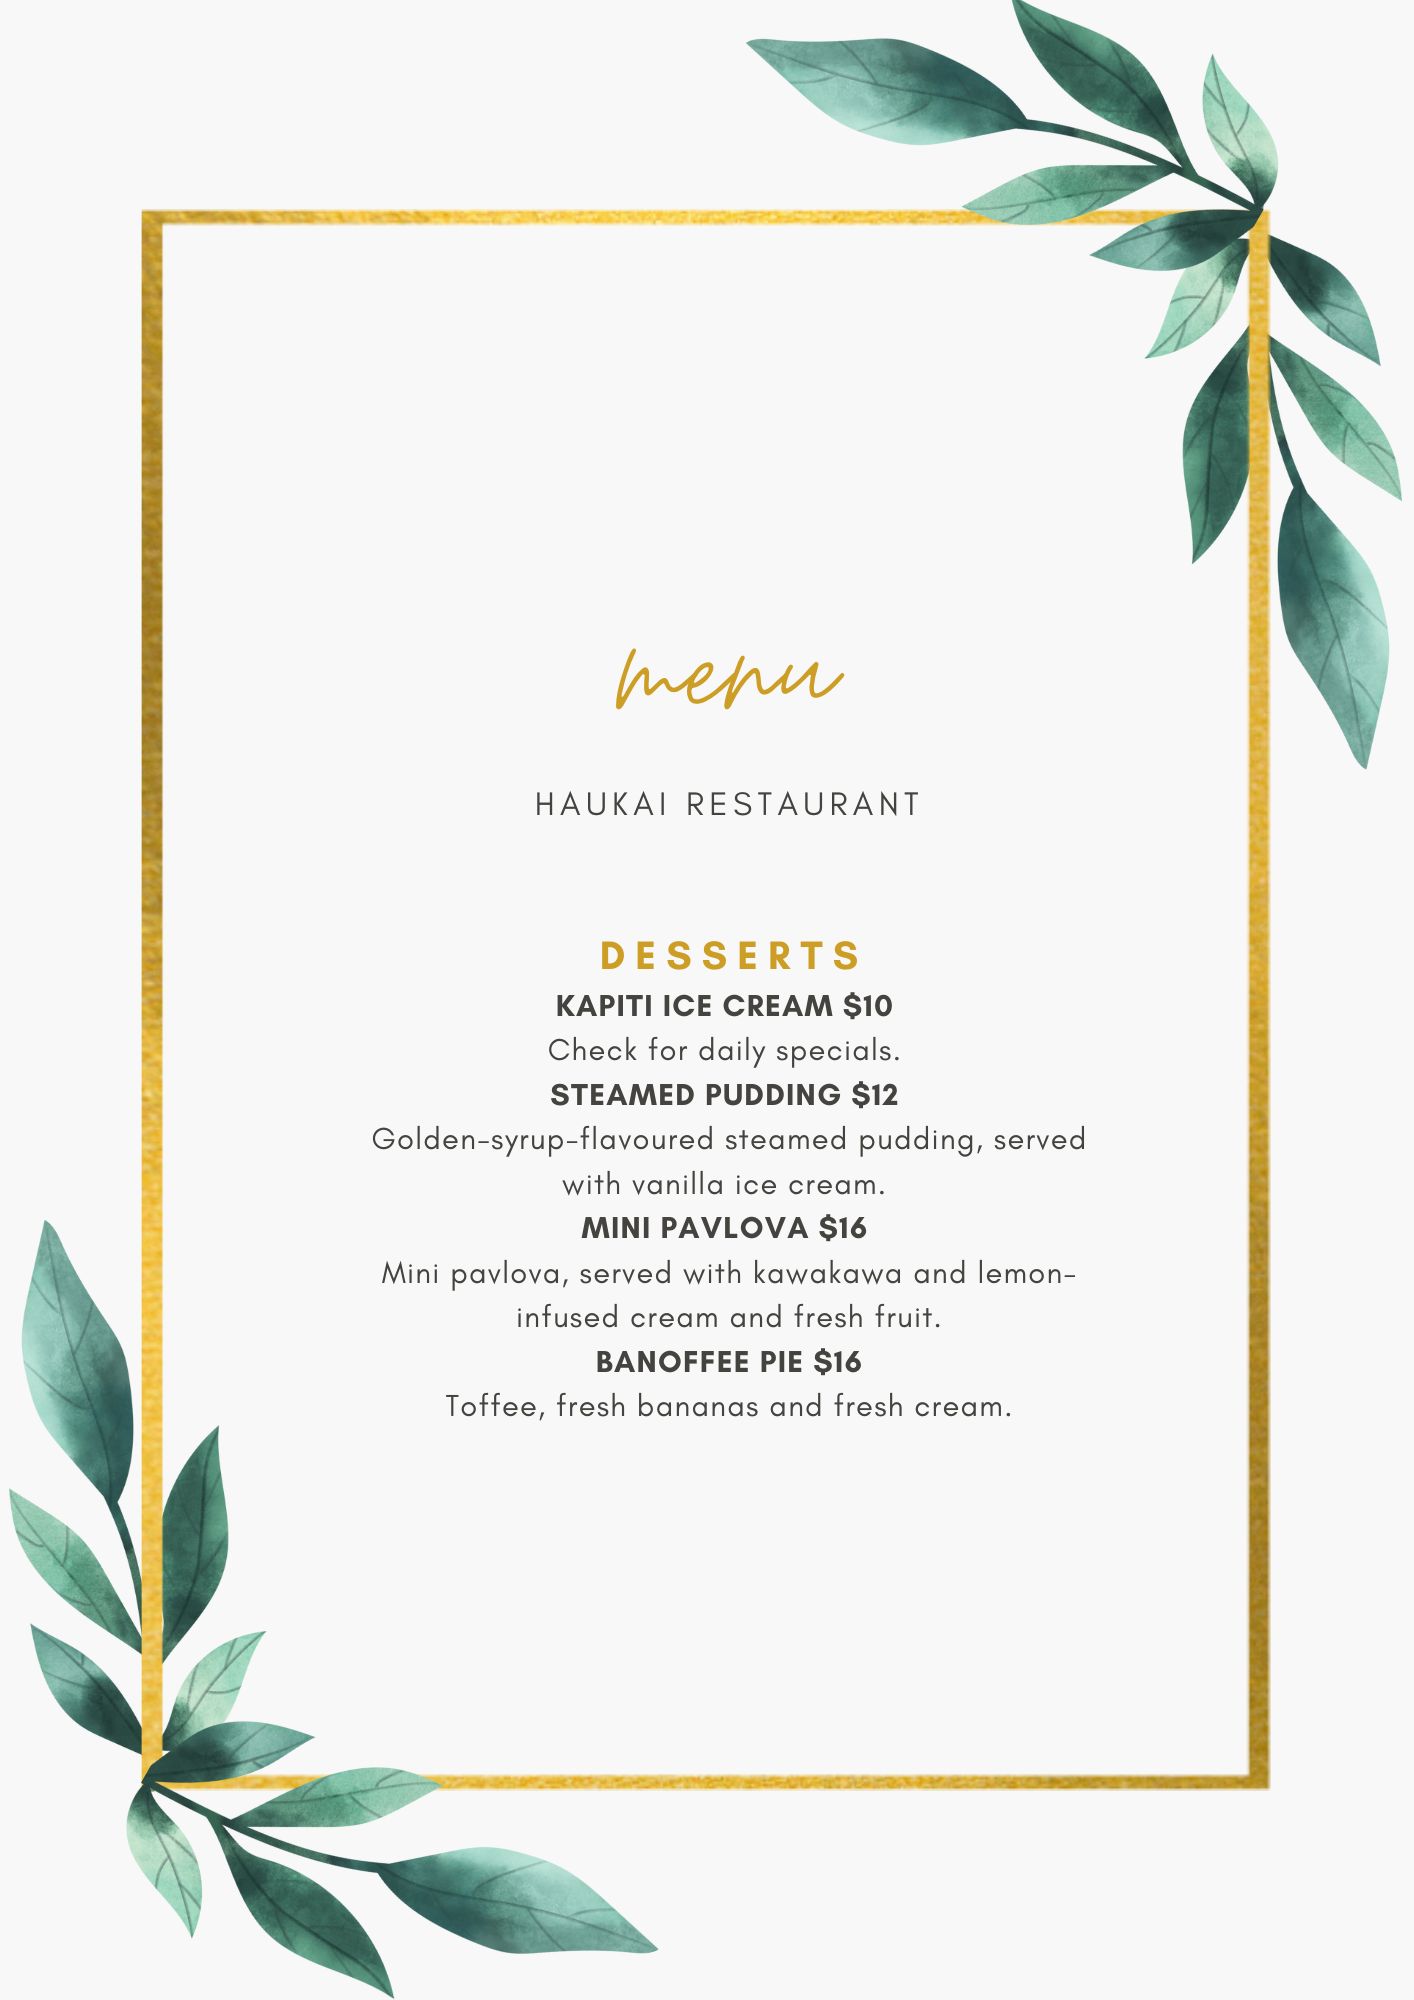 menu
HAUKAI RESTAURANT
DESSERTS
KAPITI ICE CREAM $10
Check for daily specials.
STEAMED PUDDING $12
Golden-syrup-flavoured steamed pudding, served
with vanilla ice cream.
MINI PAVLOVA $16
Mini pavlova, served with kawakawa and lemon-
infused cream and fresh fruit.
BANOFFEE PIE $16
Toffee, fresh bananas and fresh cream.